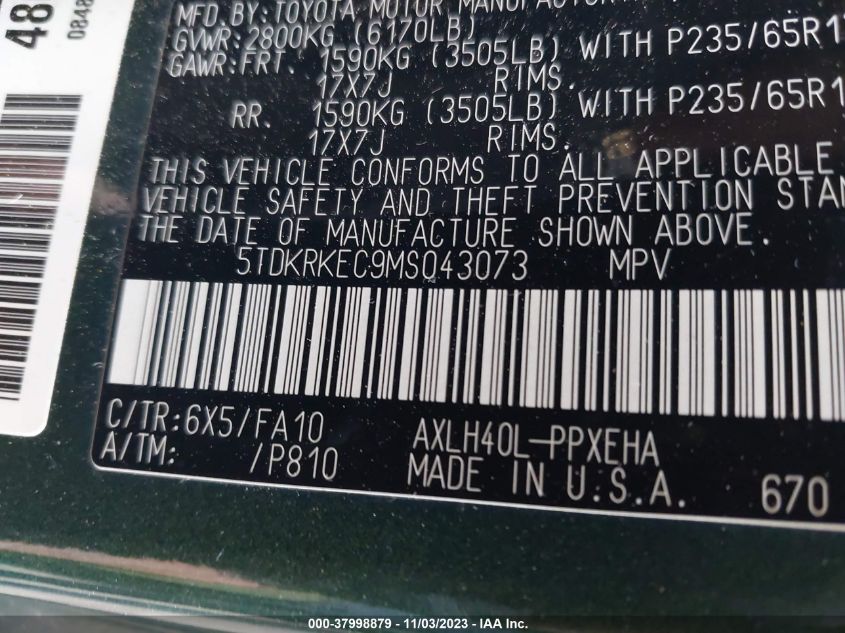 48
0848
MFD.BY:TOYOTA MOTOR
GVWR:2800KG (6170LB)
GAWR:FRT. 1590KG (3505LB) WITH P235/65R1
17X7J RIMS.
RR. 1590KG (3505LB) WITH P235/65R1
17X7J RIMS.
THIS VEHICLE CONFORMS TO ALL APPLICABLE
VEHICLE SAFETY AND THEFT PREVENTION STAN
THE DATE OF MANUFACTURE SHOWN ABOVE.
5TDKRKEC9MS043073 MPV
C/TR:6X5/FA10 AXLH40L-PPXEHA
A/TM: /P810 MADE IN U.S.A. 670
000-37998879 - 11/03/2023 - IAA Inc.